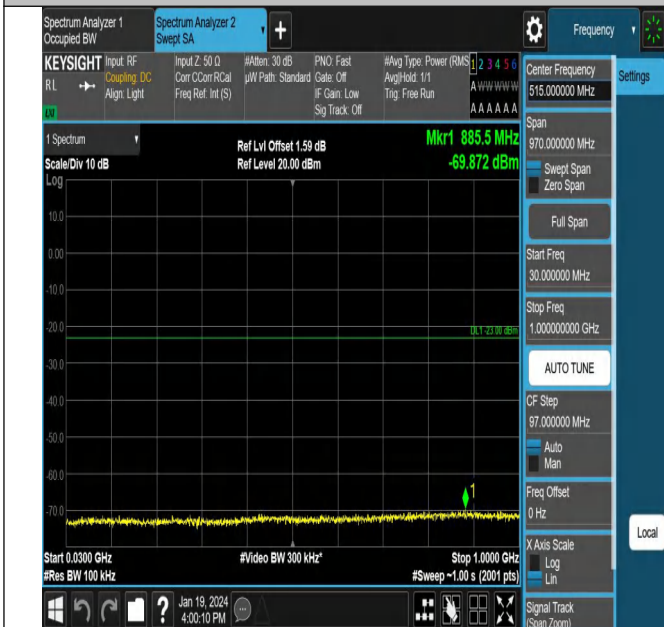 Spectrum Analyzer 1
Occupied BW
Spectrum Analyzer 2
Swept SA
Frequency
KEYSIGHT
RL
LXI
Input: RF
Coupling: DC
Align: Light
Input Z: 50 Ω
Corr CCorr RCal
Freq Ref: Int (S)
#Atten: 30 dB
µW Path: Standard
PNO: Fast
Gate: Off
IF Gain: Low
Sig Track: Off
#Avg Type: Power (RMS
Avg|Hold: 1/1
Trig: Free Run
1 2 3 4 5 6
A W W W W W
A A A A A A
1 Spectrum
Scale/Div 10 dB
Ref Lvl Offset 1.59 dB
Ref Level 20.00 dBm
Mkr1 885.5 MHz
-69.872 dBm
Log
10.0
0.00
-10.0
-20.0
DL1 -23.00 dBm
-30.0
-40.0
-50.0
-60.0
1
-70.0
Start 0.0300 GHz
#Res BW 100 kHz
#Video BW 300 kHz*
Stop 1.0000 GHz
#Sweep ~1.00 s (2001 pts)
?
Jan 19, 2024
4:00:10 PM
Center Frequency
515.000000 MHz
Settings
Span
970.000000 MHz
Swept Span
Zero Span
Full Span
Start Freq
30.000000 MHz
Stop Freq
1.000000000 GHz
AUTO TUNE
CF Step
97.000000 MHz
Auto
Man
Freq Offset
0 Hz
Local
X Axis Scale
Log
Lin
Signal Track
(Span Zoom)